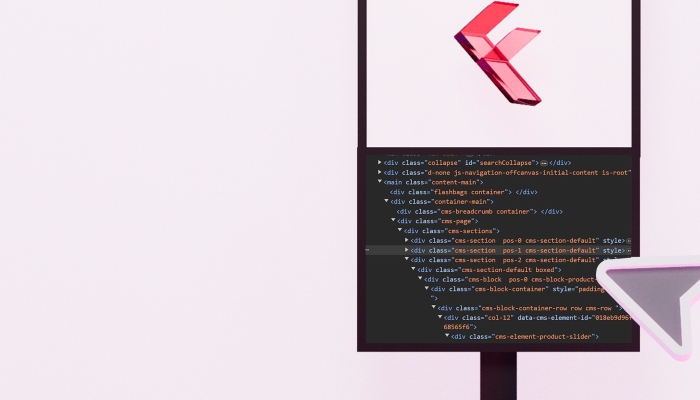 <div class="collapse" id="searchCollapse"> </div>
<div class="d-none js-navigation-offcanvas-initial-content is-root"
<main class="content-main">
<div class="flashbags container"> </div>
<div class="container-main">
<div class="cms-breadcrumb container"> </div>
<div class="cms-page">
<div class="cms-sections">
<div class="cms-section  pos-0 cms-section-default" style>
<div class="cms-section  pos-1 cms-section-default" style>
<div class="cms-section  pos-2 cms-section-default" style
<div class="cms-section-default boxed">
<div class="cms-block  pos-0 cms-block-product-
<div class="cms-block-container" style="padding
">
<div class="cms-block-container-row row cms-row ">
<div class="col-12" data-cms-element-id="018eb9d96f
68565f6">
<div class="cms-element-product-slider">